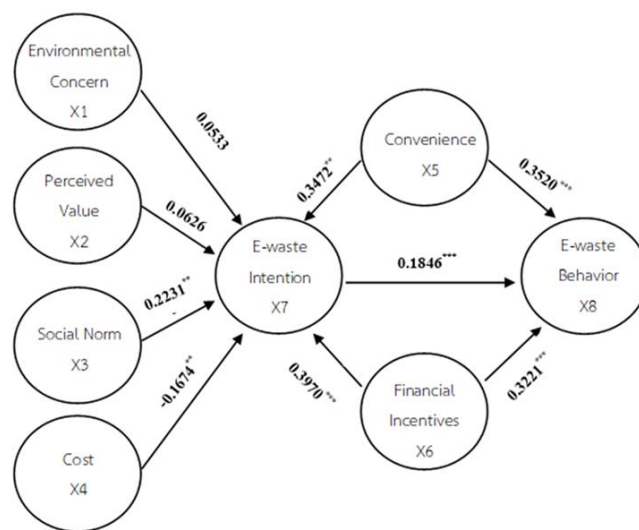 Environmental
Concern
X1
0.0533
Perceived
Value
X2
0.0626
Social Norm
X3
0.2231**
Cost
X4
-0.1674**
E-waste
Intention
X7
Convenience
X5
0.3472**
0.3520***
0.1846***
Financial
Incentives
X6
0.3970***
0.3221***
E-waste
Behavior
X8